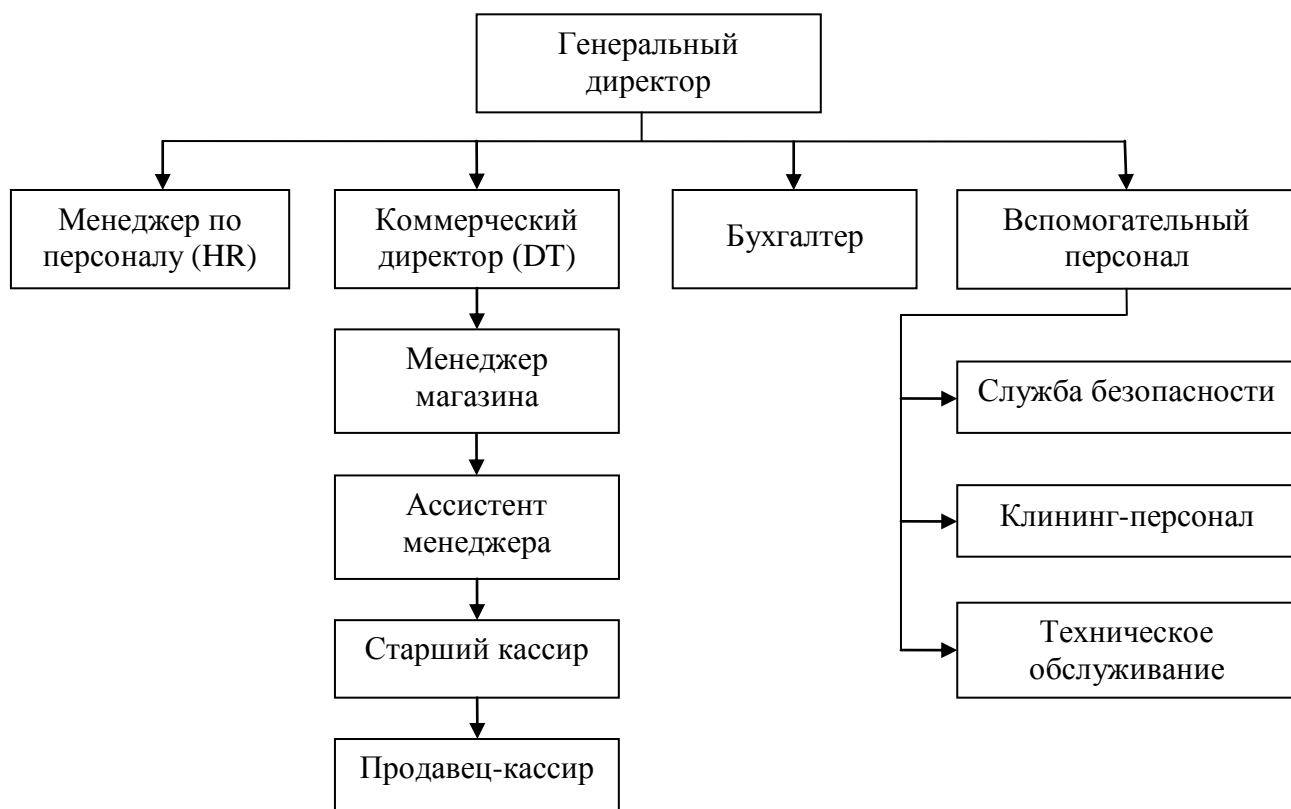 Генеральный
директор
Менеджер по
персоналу (HR)
Коммерческий
директор (DT)
Бухгалтер
Вспомогательный
персонал
Менеджер
магазина
Ассистент
менеджера
Старший кассир
Продавец-кассир
Служба безопасности
Клининг-персонал
Техническое
обслуживание